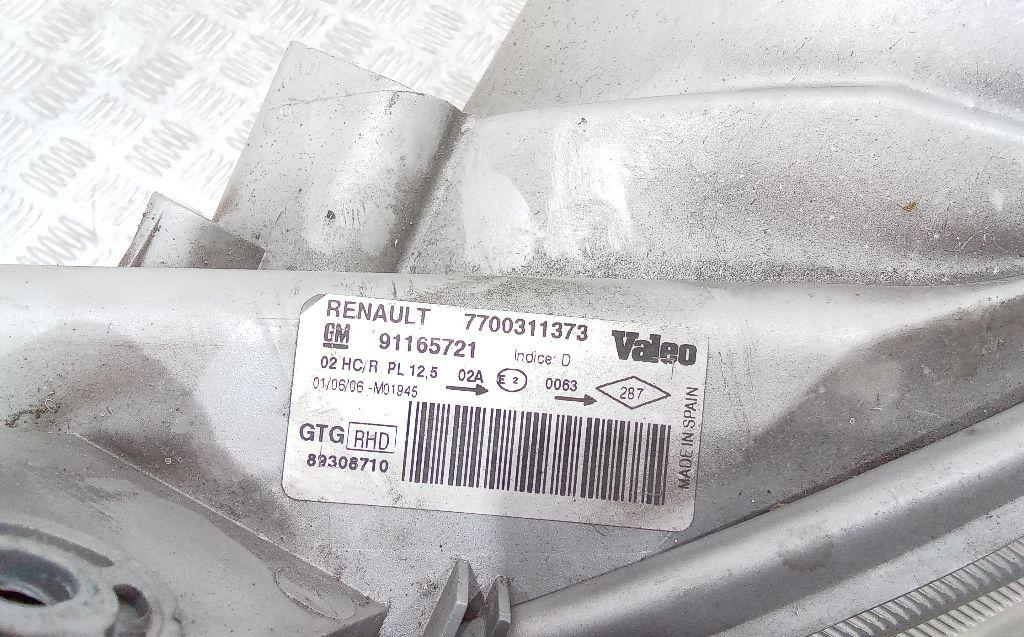 RENAULT 7700311373
GM 91165721 Indice: D Valeo
02 HC/R PL 12,5 02A E 2 0063 287
01/06/06 -M01945
GTG RHD
89308710
MADE IN SPAIN